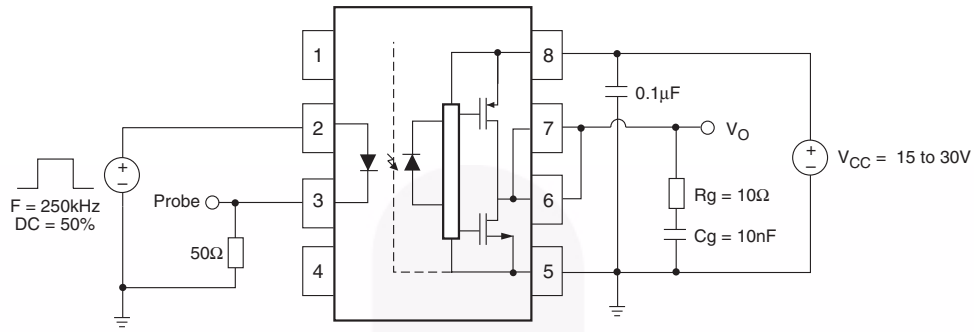 1
2
3
4
8
7
6
5
F = 250kHz
DC = 50%
Probe
50Ω
0.1μF
VO
VCC = 15 to 30V
Rg = 10Ω
Cg = 10nF
+
–
+
–